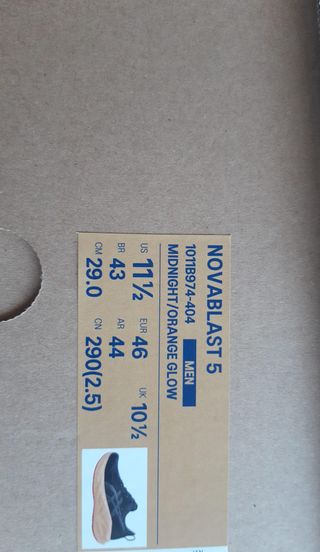 NOVABLAST 5
1011B974-404 MEN
MIDNIGHT/ORANGE GLOW
US 11½ EUR 46 UK 10½
BR 43 AR 44
CM 29.0 CN 290(2.5)